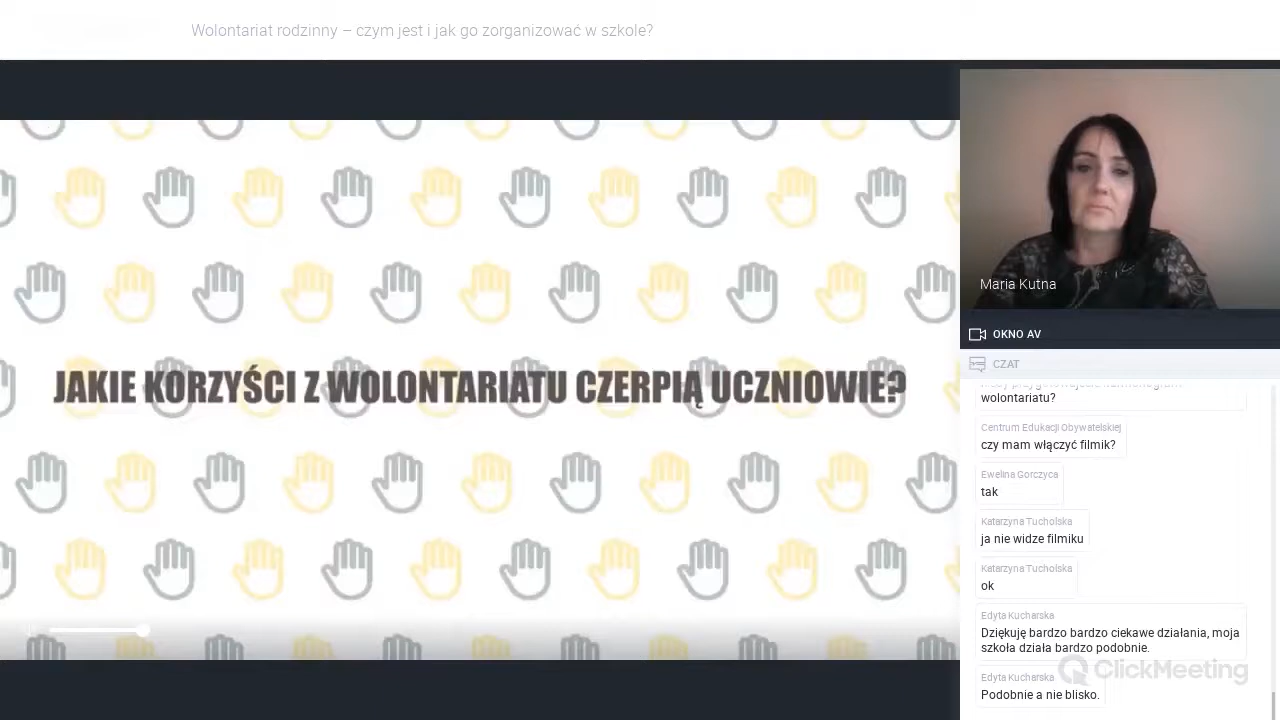 Wolontariat rodzinny – czym jest i jak go zorganizować w szkole?
JAKIE KORZYŚCI Z WOLONTARIATU CZERPIĄ UCZNIOWIE?
Maria Kutna
OKNO AV
CZAT
wolontariatu?
Centrum Edukacji Obywatelskiej
czy mam włączyć filmik?
Ewelina Gorczyca
tak
Katarzyna Tucholska
ja nie widze filmiku
Katarzyna Tucholska
ok
Edyta Kucharska
Dziękuję bardzo bardzo ciekawe działania, moja
szkoła działa bardzo podobnie.
Edyta Kucharska
Podobnie a nie blisko.
ClickMeeting